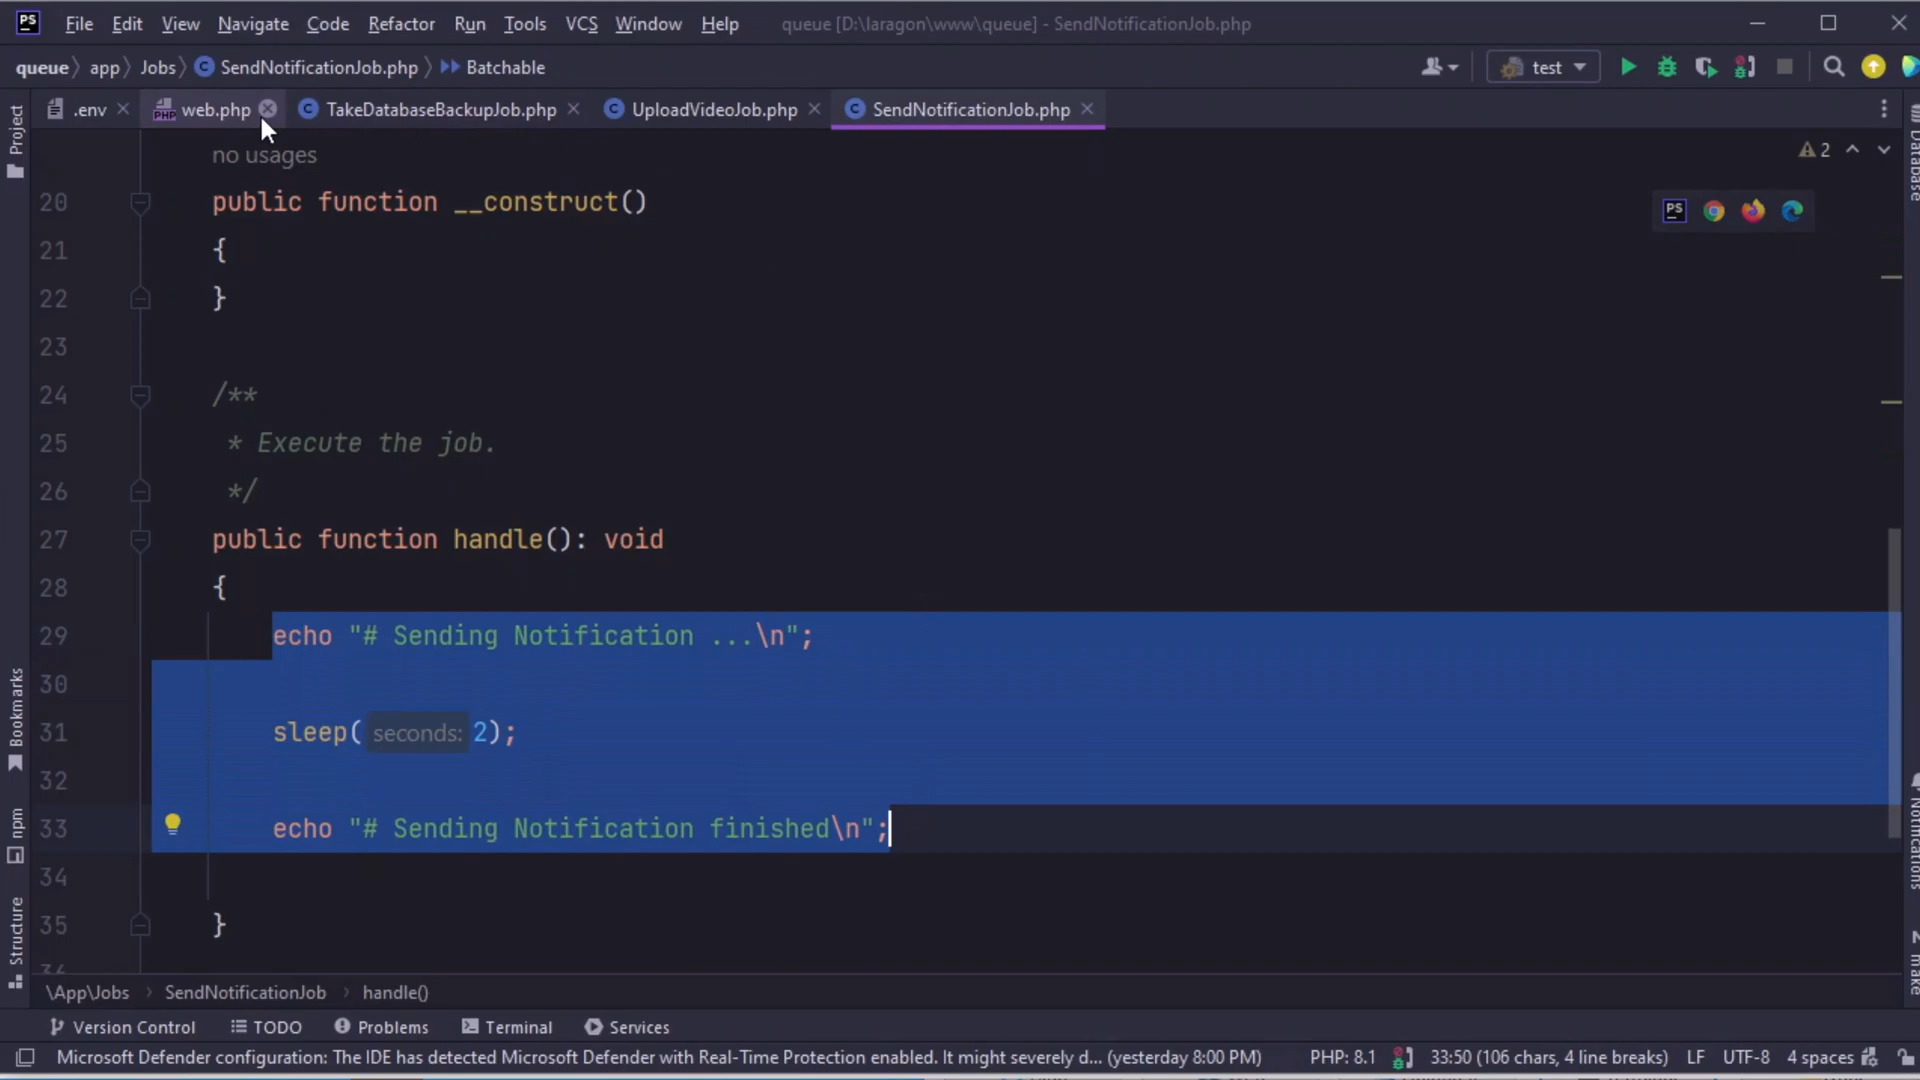 PS File Edit View Navigate Code Refactor Run Tools VCS Window Help queue [D:\laragon\www\queue] - SendNotificationJob.php
queue app Jobs SendNotificationJob.php Batchable test
.env web.php TakeDatabaseBackupJob.php UploadVideoJob.php SendNotificationJob.php
Project
Database
no usages
2
20 public function __construct()
21 {
22 }
23
24 /**
25 * Execute the job.
26 */
27 public function handle(): void
28 {
29 echo "# Sending Notification ...\n";
30
31 sleep( seconds: 2);
32
33 echo "# Sending Notification finished\n";
34
35 }
36
Bookmarks
npm
Structure
Notifications
make
\App\Jobs SendNotificationJob handle()
Version Control TODO Problems Terminal Services
Microsoft Defender configuration: The IDE has detected Microsoft Defender with Real-Time Protection enabled. It might severely d... (yesterday 8:00 PM) PHP: 8.1 33:50 (106 chars, 4 line breaks) LF UTF-8 4 spaces